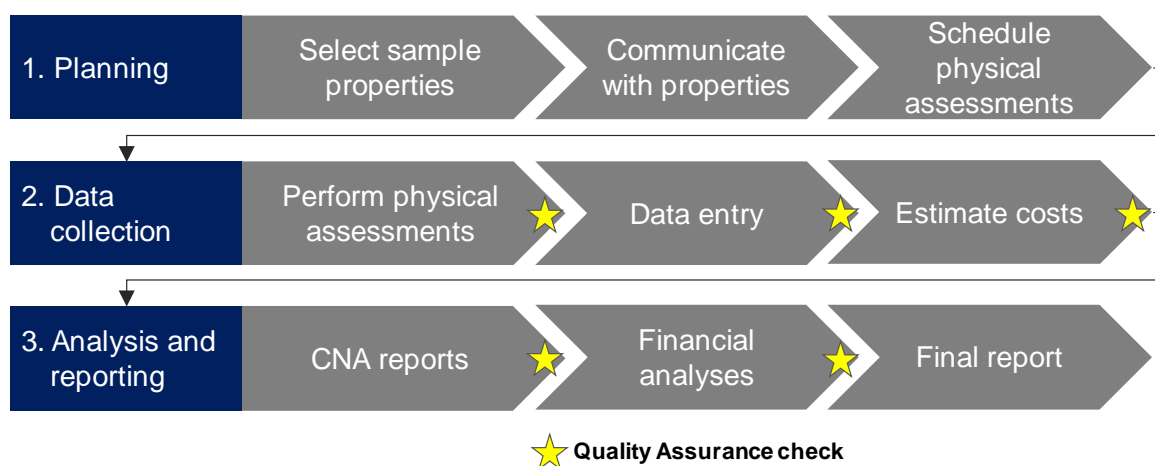 1. Planning
Select sample
properties
Communicate
with properties
Schedule
physical
assessments
2. Data
collection
Perform physical
assessments
Data entry
Estimate costs
3. Analysis and
reporting
CNA reports
Financial
analyses
Final report
Quality Assurance check